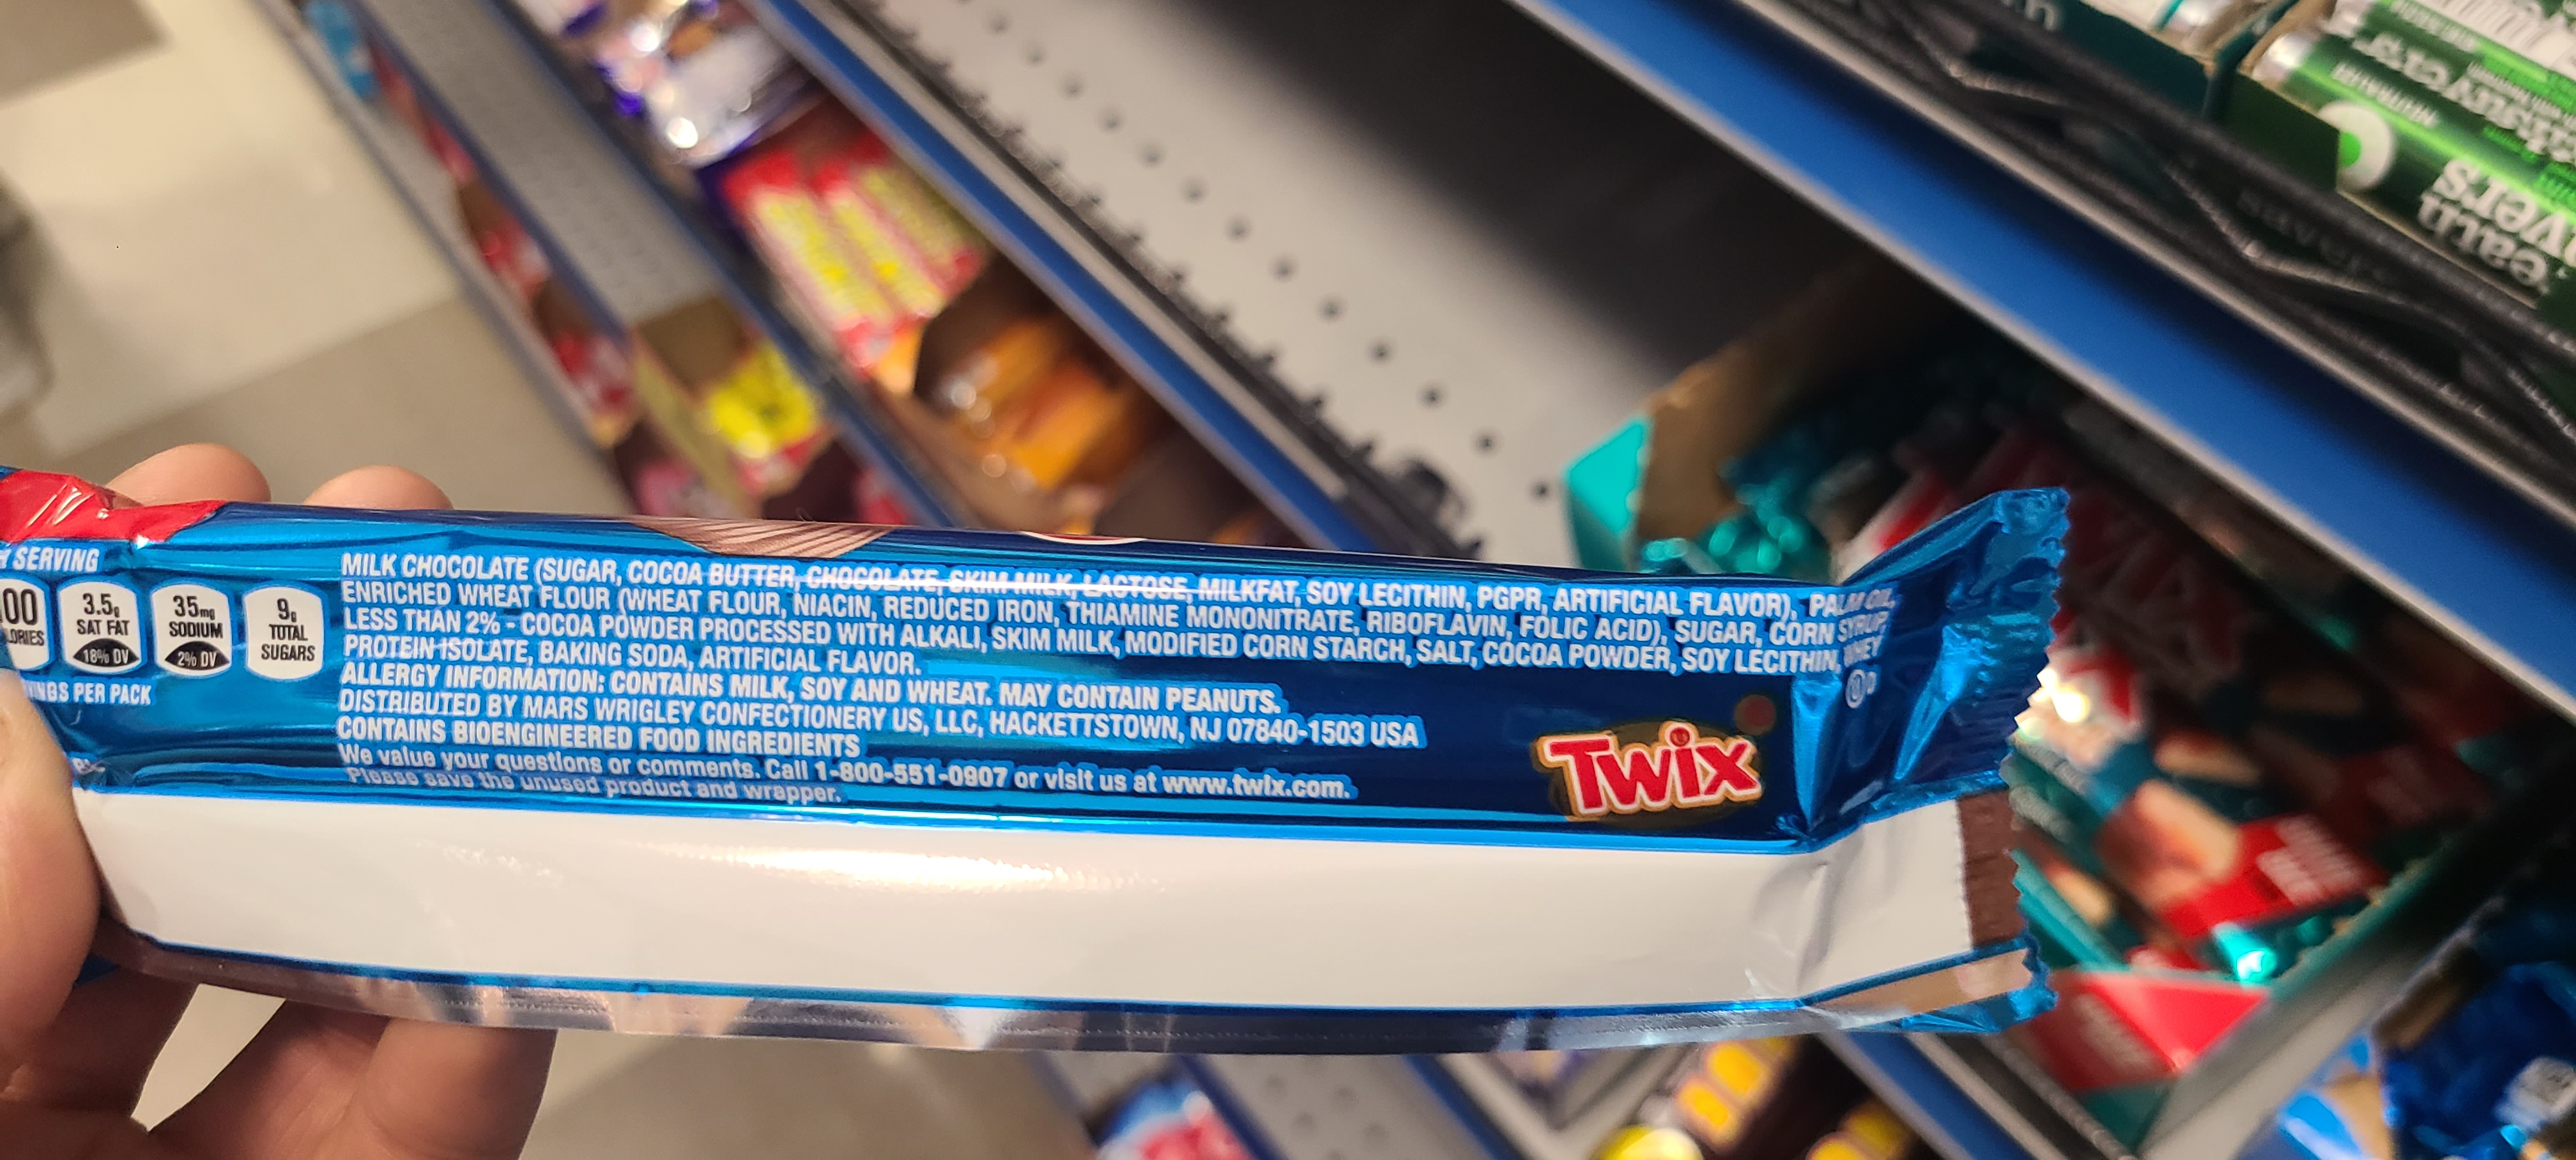 SERVING
00
3.5g
SAT FAT
18% DV
35mg
SODIUM
2% DV
9g
TOTAL
SUGARS
PER PACK
MILK CHOCOLATE (SUGAR, COCOA BUTTER, CHOCOLATE, SKIM MILK, LACTOSE, MILKFAT, SOY LECITHIN, PGPR, ARTIFICIAL FLAVOR), PALM OIL,
ENRICHED WHEAT FLOUR (WHEAT FLOUR, NIACIN, REDUCED IRON, THIAMINE MONONITRATE, RIBOFLAVIN, FOLIC ACID), SUGAR, CORN SYRUP,
LESS THAN 2% - COCOA POWDER PROCESSED WITH ALKALI, SKIM MILK, MODIFIED CORN STARCH, SALT, COCOA POWDER, SOY LECITHIN, WHEY
PROTEIN ISOLATE, BAKING SODA, ARTIFICIAL FLAVOR.
ALLERGY INFORMATION: CONTAINS MILK, SOY AND WHEAT. MAY CONTAIN PEANUTS.
DISTRIBUTED BY MARS WRIGLEY CONFECTIONERY US, LLC, HACKETTSTOWN, NJ 07840-1503 USA
CONTAINS BIOENGINEERED FOOD INGREDIENTS
We value your questions or comments. Call 1-800-551-0907 or visit us at www.twix.com.
Please save the unused product and wrapper.
Twix